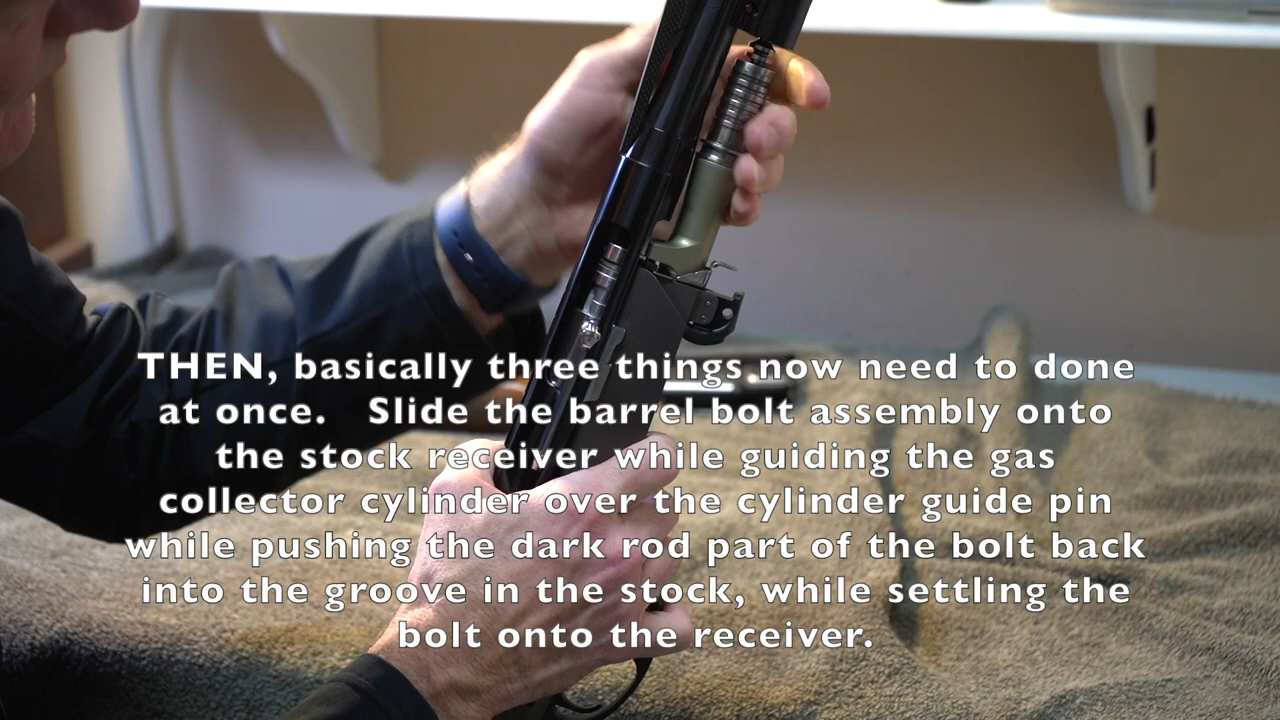 THEN, basically three things now need to done
at once. Slide the barrel bolt assembly onto
the stock receiver while guiding the gas
collector cylinder over the cylinder guide pin
while pushing the dark rod part of the bolt back
into the groove in the stock, while settling the
bolt onto the receiver.